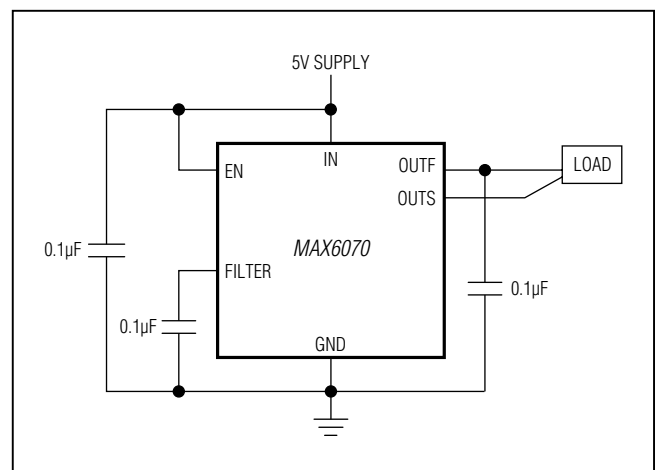 5V SUPPLY
IN
EN
OUTF
LOAD
OUTS
MAX6070
0.1µF
FILTER
0.1µF
0.1µF
GND